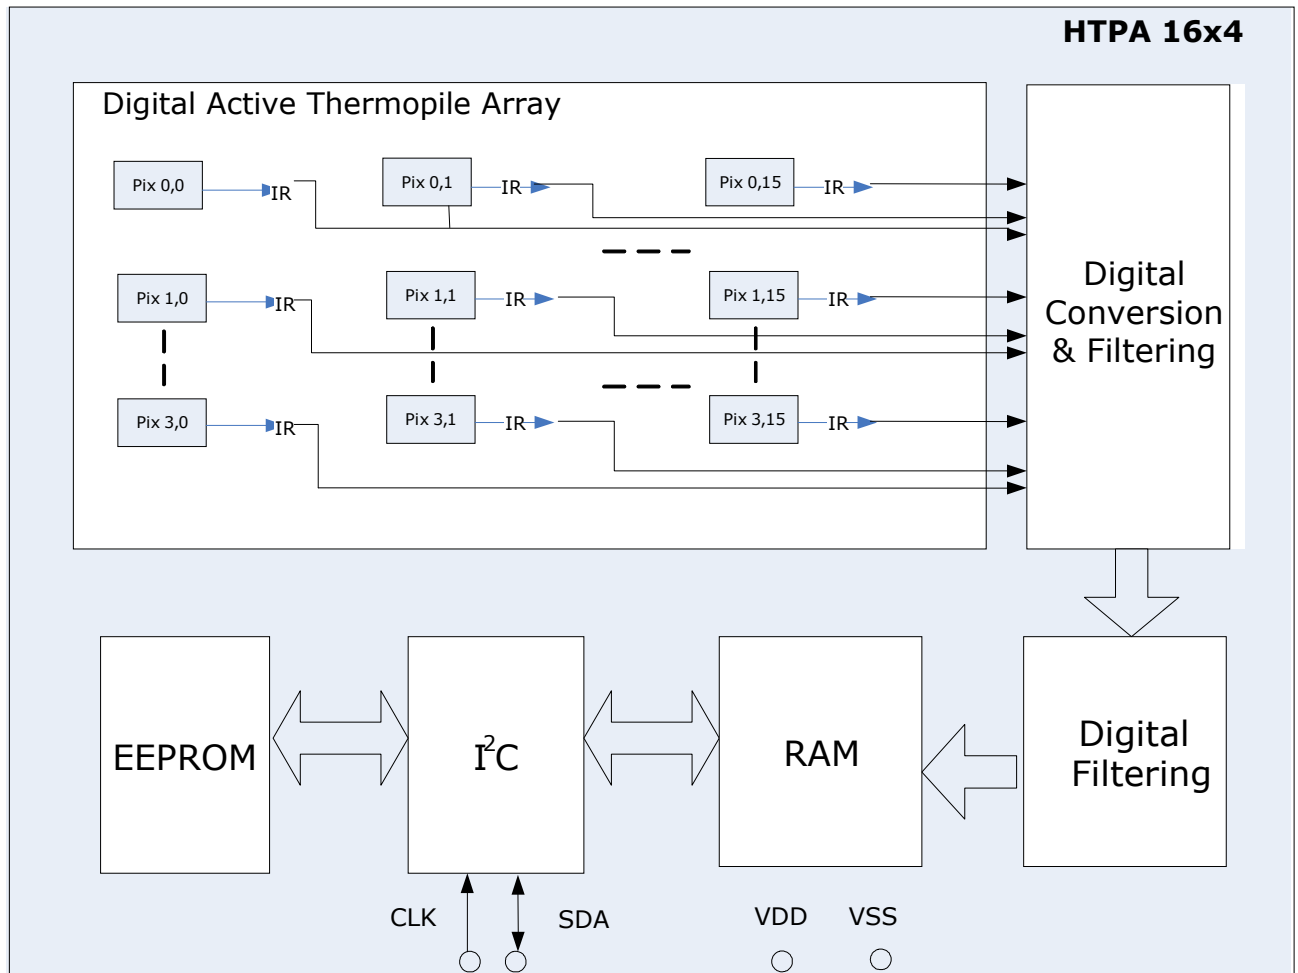 HTPA 16x4
Digital Active Thermopile Array
Pix 0,0
IR
Pix 0,1
IR
Pix 0,15
IR
Pix 1,0
IR
Pix 1,1
IR
Pix 1,15
IR
Pix 3,0
IR
Pix 3,1
IR
Pix 3,15
IR
Digital
Conversion
& Filtering
EEPROM
I²C
RAM
Digital
Filtering
CLK
SDA
VDD
VSS